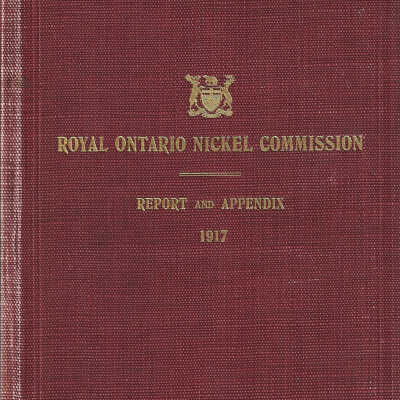 ROYAL ONTARIO NICKEL COMMISSION
REPORT AND APPENDIX
1917